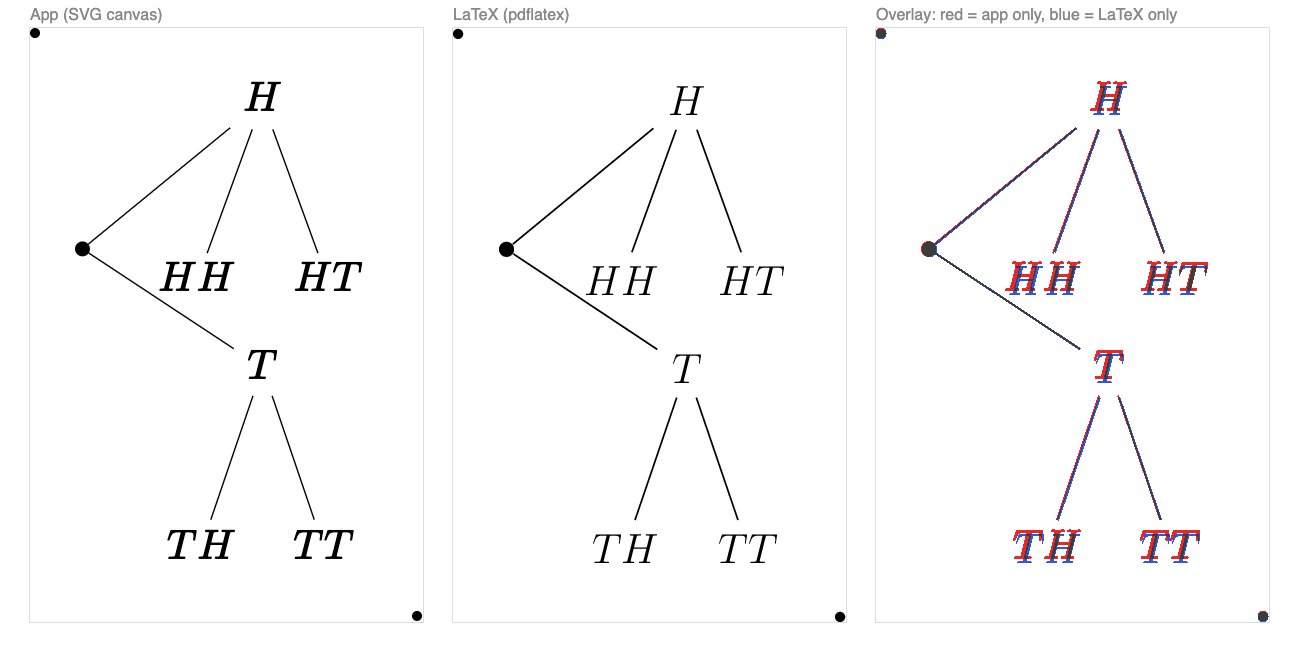 App (SVG canvas)
LaTeX (pdflatex)
Overlay: red = app only, blue = LaTeX only
H
HH HT
T
TH TT
H
HH HT
T
TH TT
H
HH HT
T
TH TT